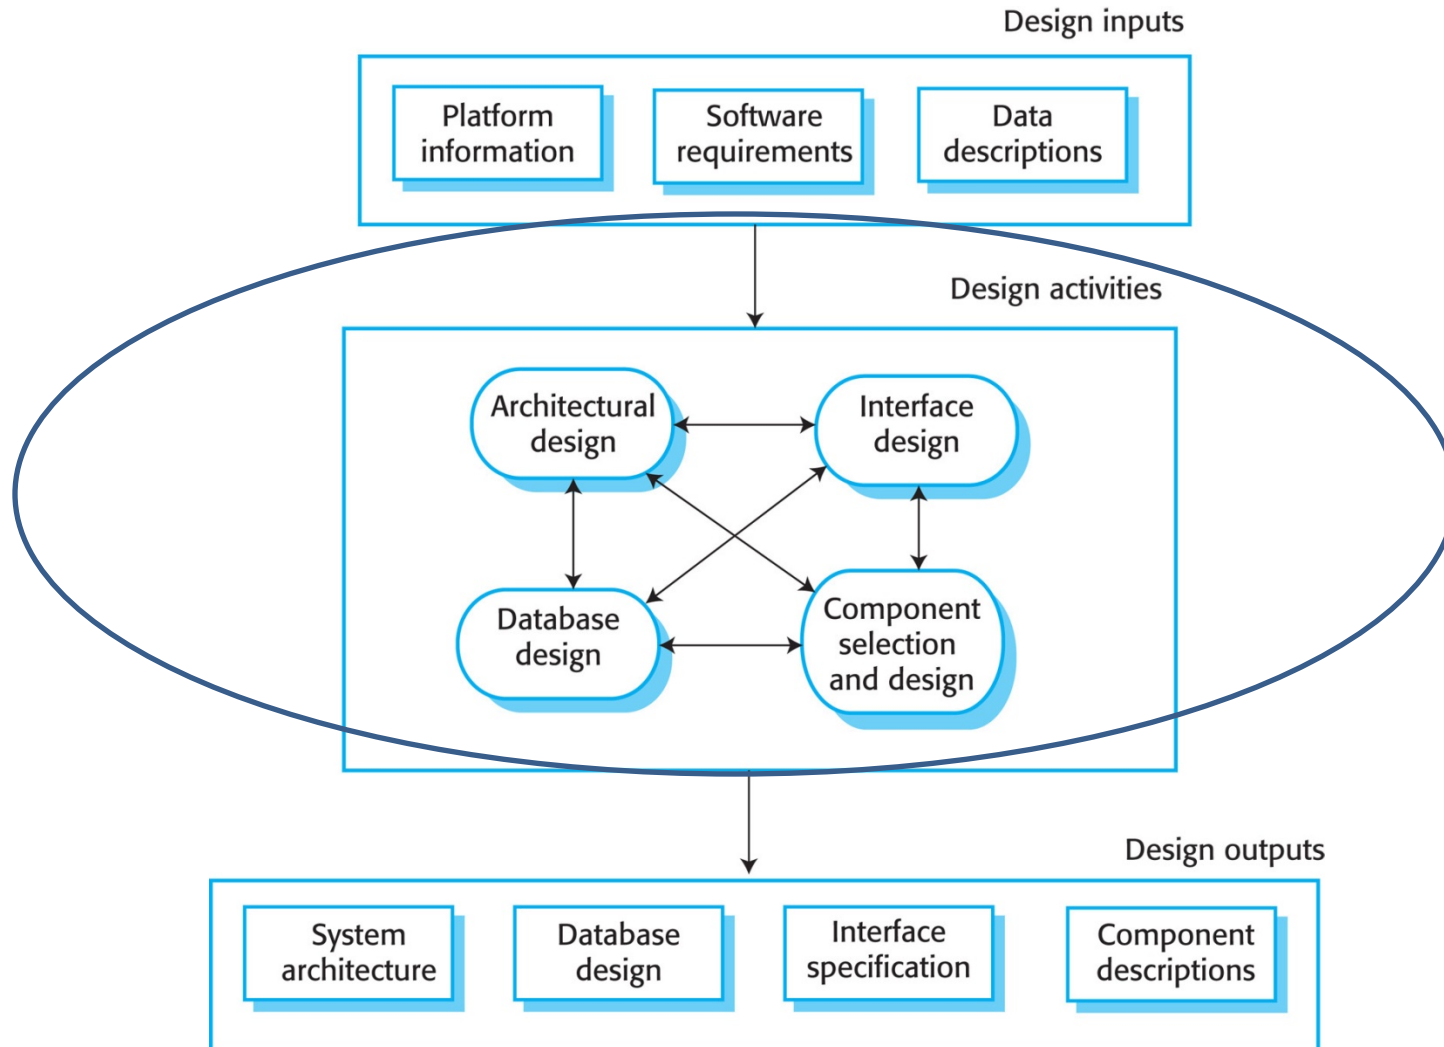 Design inputs
Platform
information
Software
requirements
Data
descriptions
Design activities
Architectural
design
Interface
design
Database
design
Component
selection
and design
Design outputs
System
architecture
Database
design
Interface
specification
Component
descriptions